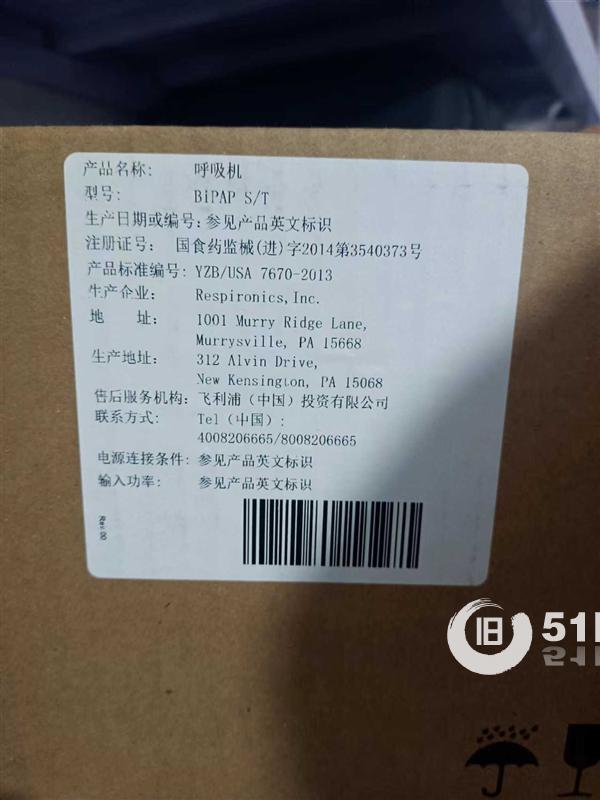 产品名称: 呼吸机
型号: BiPAP S/T
生产日期或编号: 参见产品英文标识
注册证号: 国食药监械(进)字2014第3540373号
产品标准编号: YZB/USA 7670-2013
生产企业: Respironics, Inc.
地 址: 1001 Murry Ridge Lane,
Murrysville, PA 15668
生产地址: 312 Alvin Drive,
New Kensington, PA 15068
售后服务机构: 飞利浦（中国）投资有限公司
联系方式: Tel（中国）:
4008206665/8008206665
电源连接条件: 参见产品英文标识
输入功率: 参见产品英文标识
Rev 00
旧 51